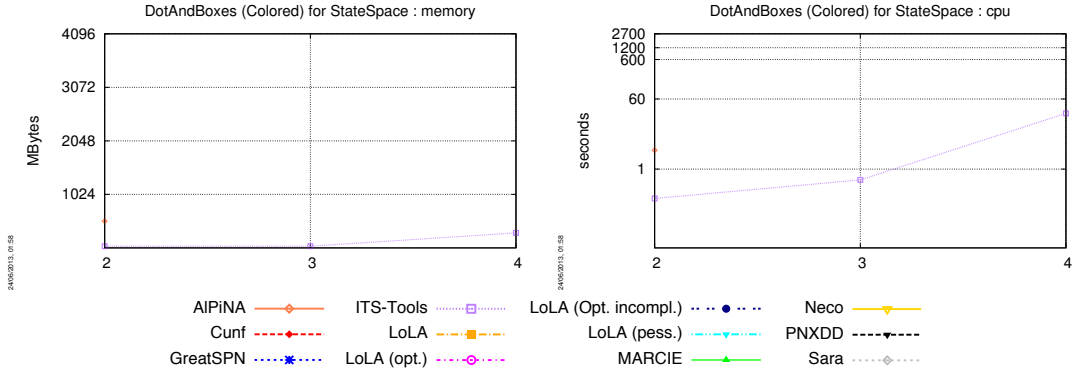 DotAndBoxes (Colored) for StateSpace : memory
4096
3072
2048
1024
MBytes
2 3 4
24/06/2013, 01:58
DotAndBoxes (Colored) for StateSpace : cpu
2700
1200
600
60
1
seconds
2 3 4
24/06/2013, 01:58
AlPiNA ITS-Tools LoLA (Opt. incompl.) Neco
Cunf LoLA LoLA (pess.) PNXDD
GreatSPN LoLA (opt.) MARCIE Sara